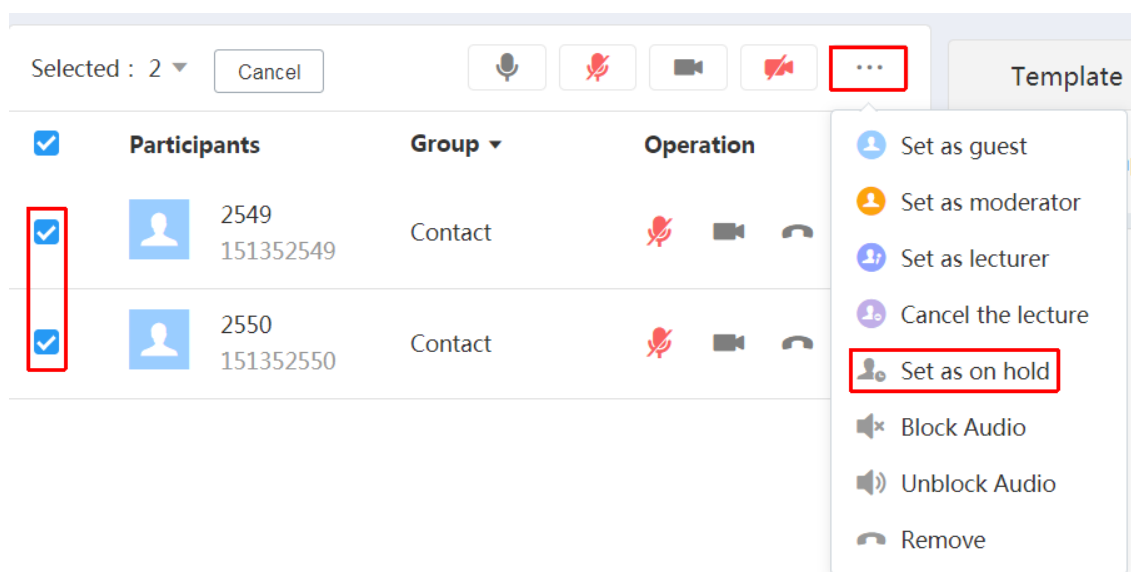 Selected : 2
Cancel
...
Template
Participants
Group
Operation
2549
151352549
Contact
2550
151352550
Contact
Set as guest
Set as moderator
Set as lecturer
Cancel the lecture
Set as on hold
Block Audio
Unblock Audio
Remove